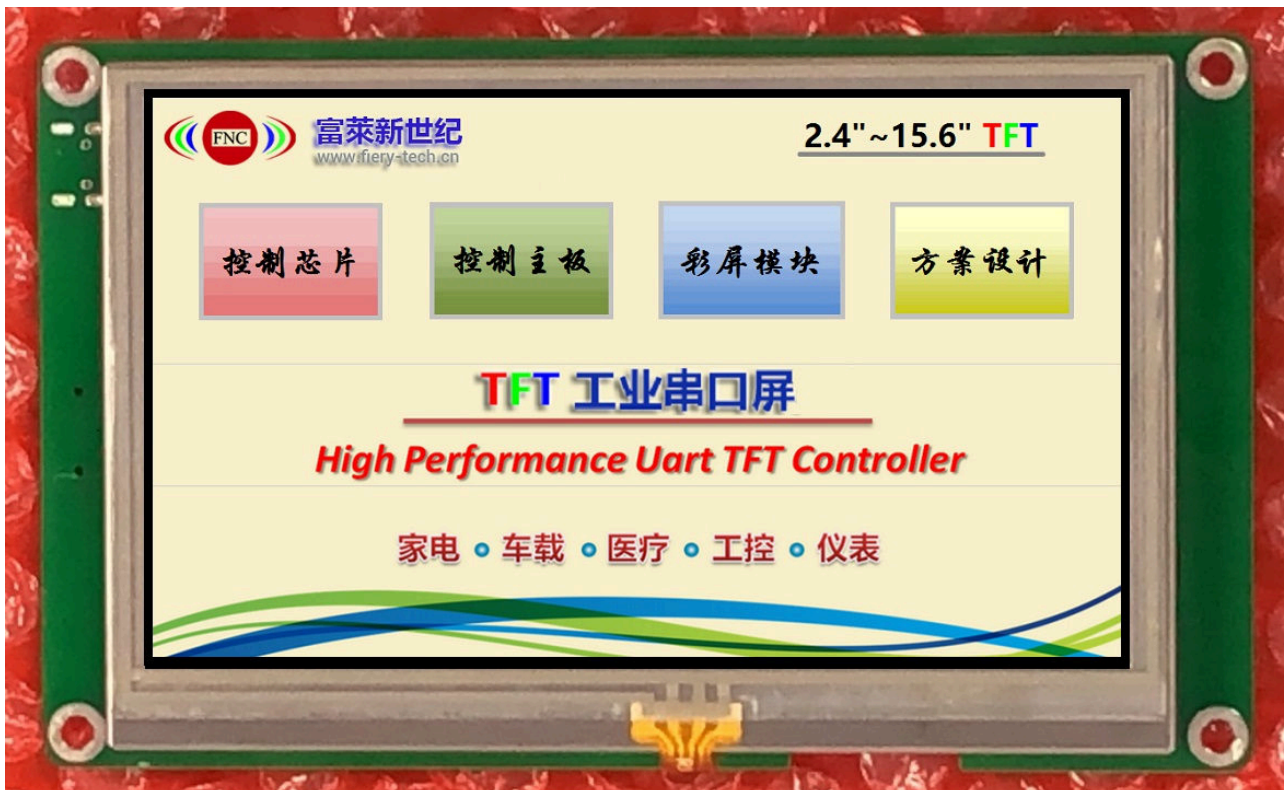 FNC 富莱新世纪
www.fiery-tech.cn
2.4"~15.6" TFT
控制芯片 控制主板 彩屏模块 方案设计
TFT 工业串口屏
High Performance Uart TFT Controller
家电 • 车载 • 医疗 • 工控 • 仪表